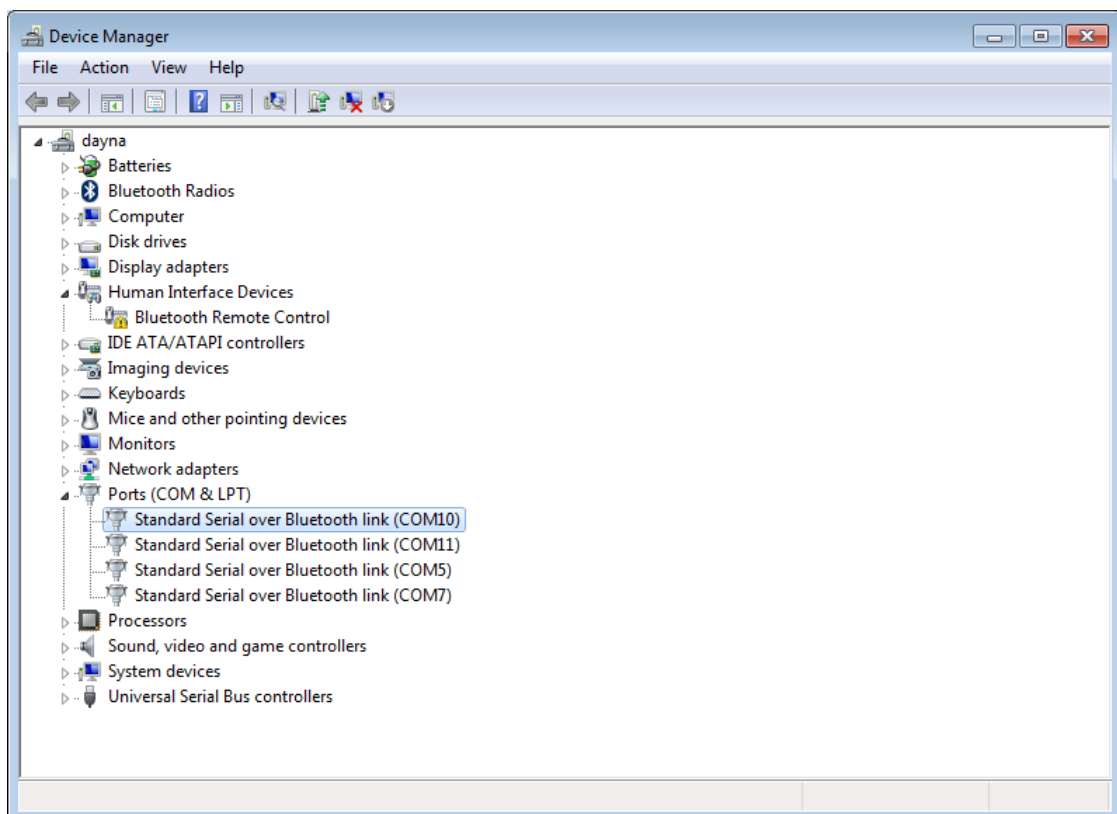 Device Manager
File Action View Help
dayna
Batteries
Bluetooth Radios
Computer
Disk drives
Display adapters
Human Interface Devices
Bluetooth Remote Control
IDE ATA/ATAPI controllers
Imaging devices
Keyboards
Mice and other pointing devices
Monitors
Network adapters
Ports (COM & LPT)
Standard Serial over Bluetooth link (COM10)
Standard Serial over Bluetooth link (COM11)
Standard Serial over Bluetooth link (COM5)
Standard Serial over Bluetooth link (COM7)
Processors
Sound, video and game controllers
System devices
Universal Serial Bus controllers